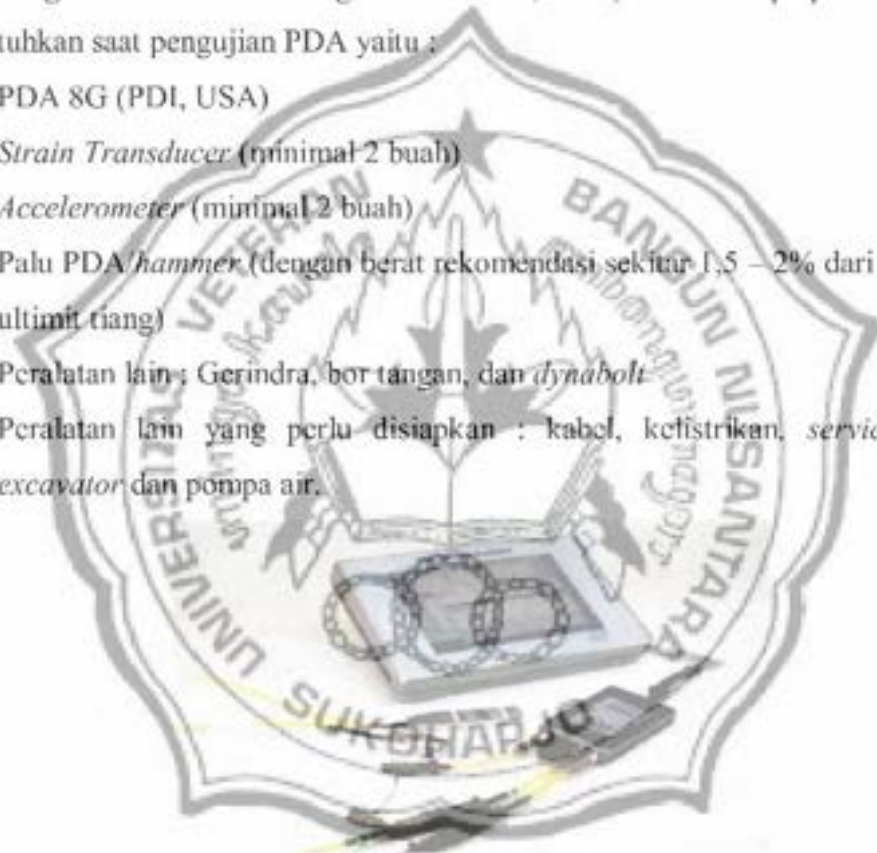 tuhkan saat pengujian PDA yaitu :
PDA 8G (PDI, USA)
Strain Transducer (minimal 2 buah)
Accelerometer (minimal 2 buah)
Palu PDA/hammer (dengan berat rekomendasi sekitar 1,5 – 2% dari
ultimit tiang)
Peralatan lain ; Gerindra, bor tangan, dan dynabolt
Peralatan lain yang perlu disiapkan : kabel, kelistrikan, servic
excavator dan pompa air.
UNIVERSITAS VETERAN BANGUN NUSANTARA
SUKOHARJO